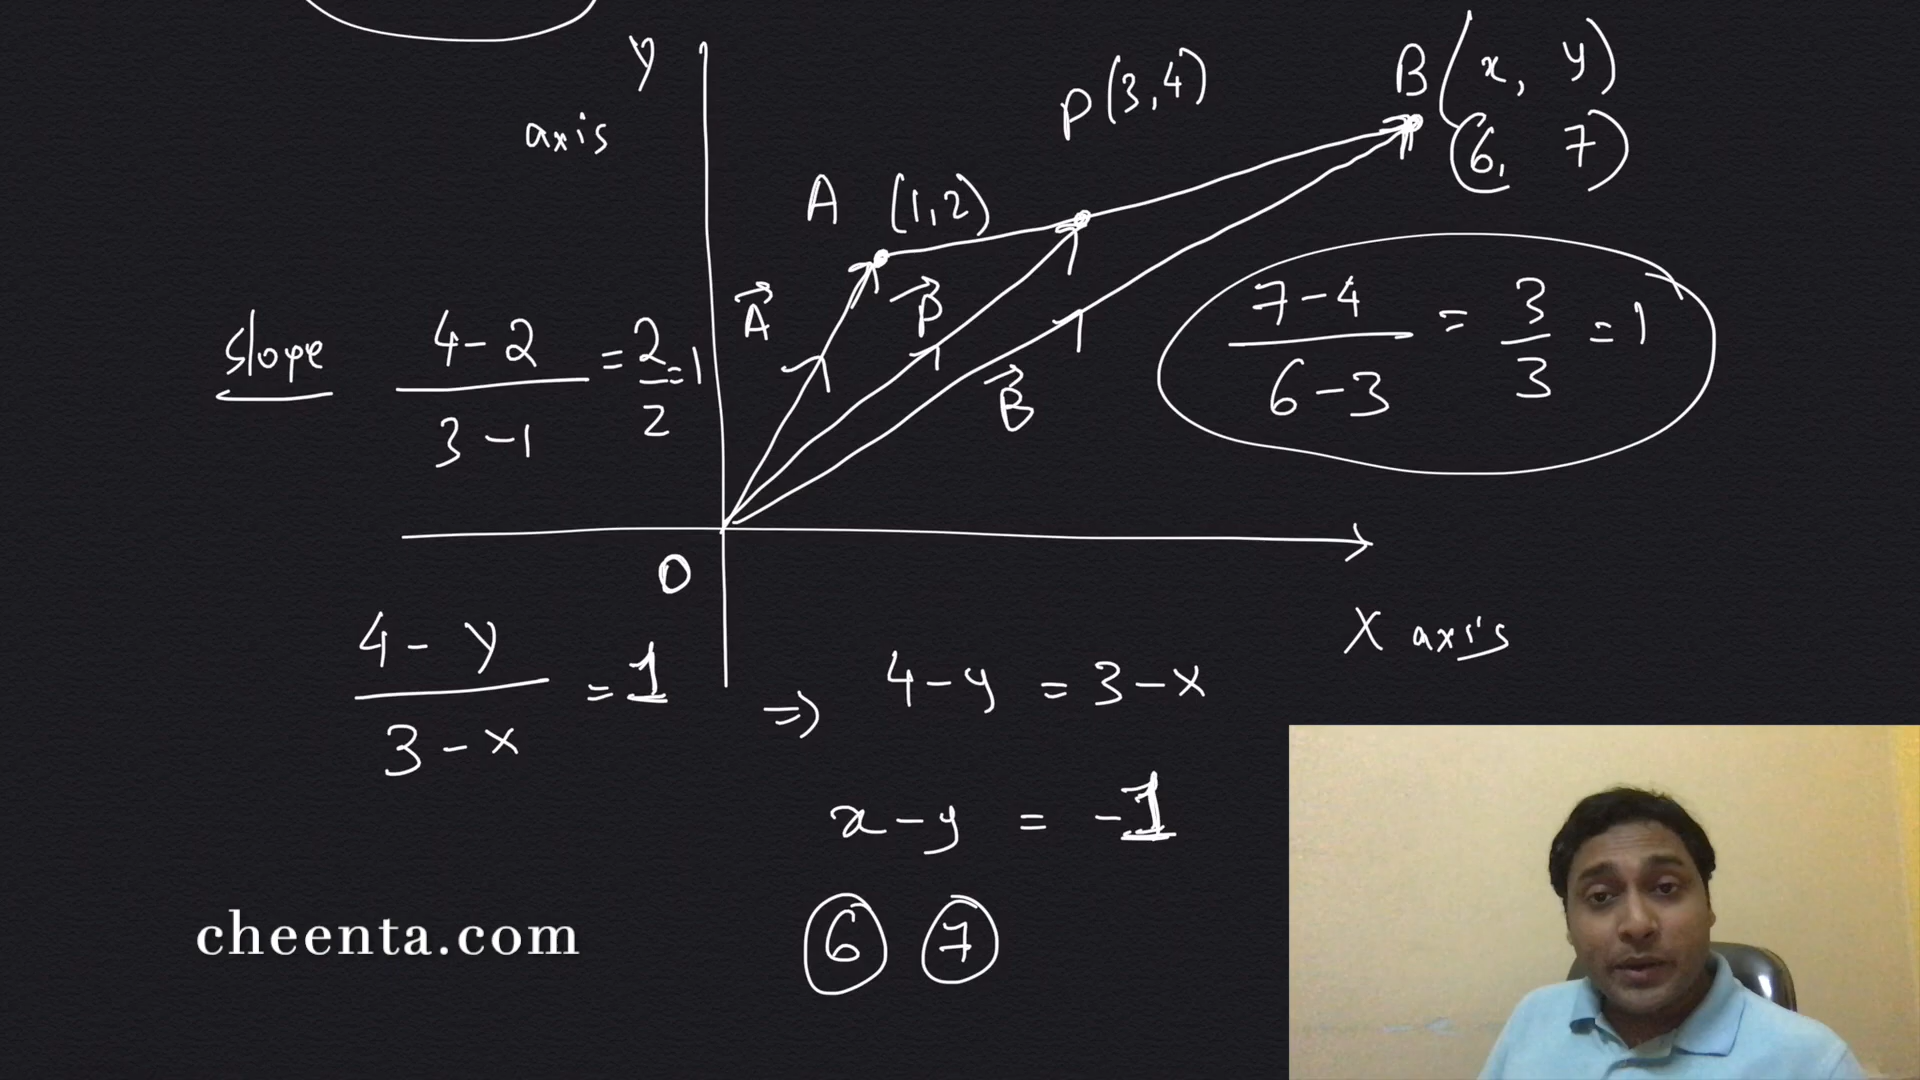 y
axis
P(3,4)
B(x, y)
(6, 7)
A (1,2)
A
P
B
slope
4-2
3-1
=2
2
=1
7-4
6-3
= 3
3
=1
O
X axis
4-y
3-x
=1
=> 4-y = 3-x
x-y = -1
6 7
cheenta.com